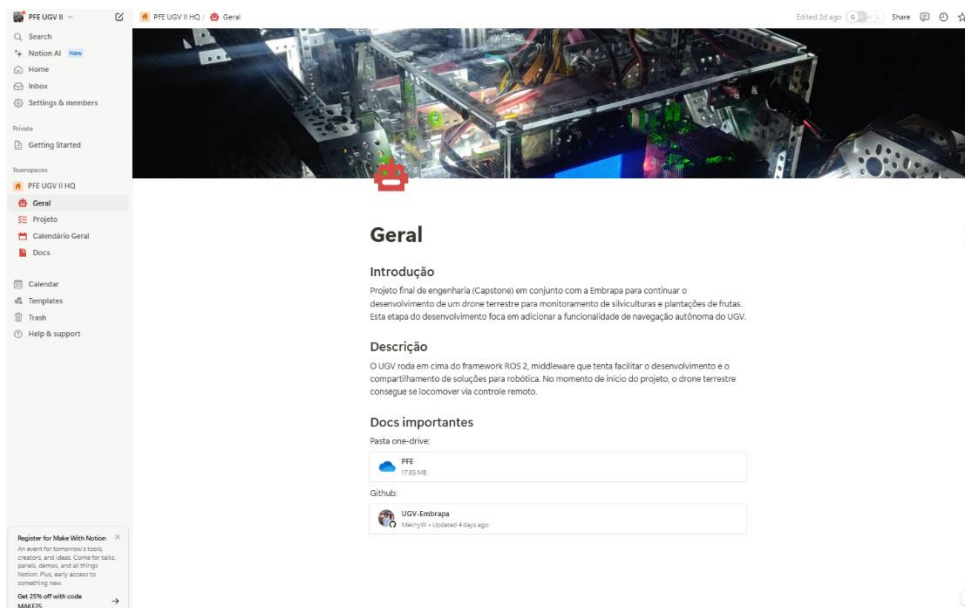 PFE UGV II
PFE UGV II HQ / Geral
Edited 2d ago
Share
Search
Notion AI New
Home
Inbox
Settings & members
Private
Getting Started
Teamspaces
PFE UGV II HQ
Geral
Projeto
Calendário Geral
Docs
Calendar
Templates
Trash
Help & support
Geral
Introdução
Projeto final de engenharia (Capstone) em conjunto com a Embrapa para continuar o
desenvolvimento de um drone terrestre para monitoramento de silviculturas e plantações de frutas.
Esta etapa do desenvolvimento foca em adicionar a funcionalidade de navegação autônoma do UGV.
Descrição
O UGV roda em cima do framework ROS 2, middleware que tenta facilitar o desenvolvimento e o
compartilhamento de soluções para robótica. No momento de inicio do projeto, o drone terrestre
consegue se locomover via controle remoto.
Docs importantes
Pasta one-drive:
PFE
17.85 MB
Github:
UGV-Embrapa
MekhyW • Updated 4 days ago
Register for Make With Notion
An event for tomorrow's tools,
creators, and ideas. Come for talks,
panels, demos, and all things
Notion. Plus, early access to
something new.
Get 25% off with code
MAKE25